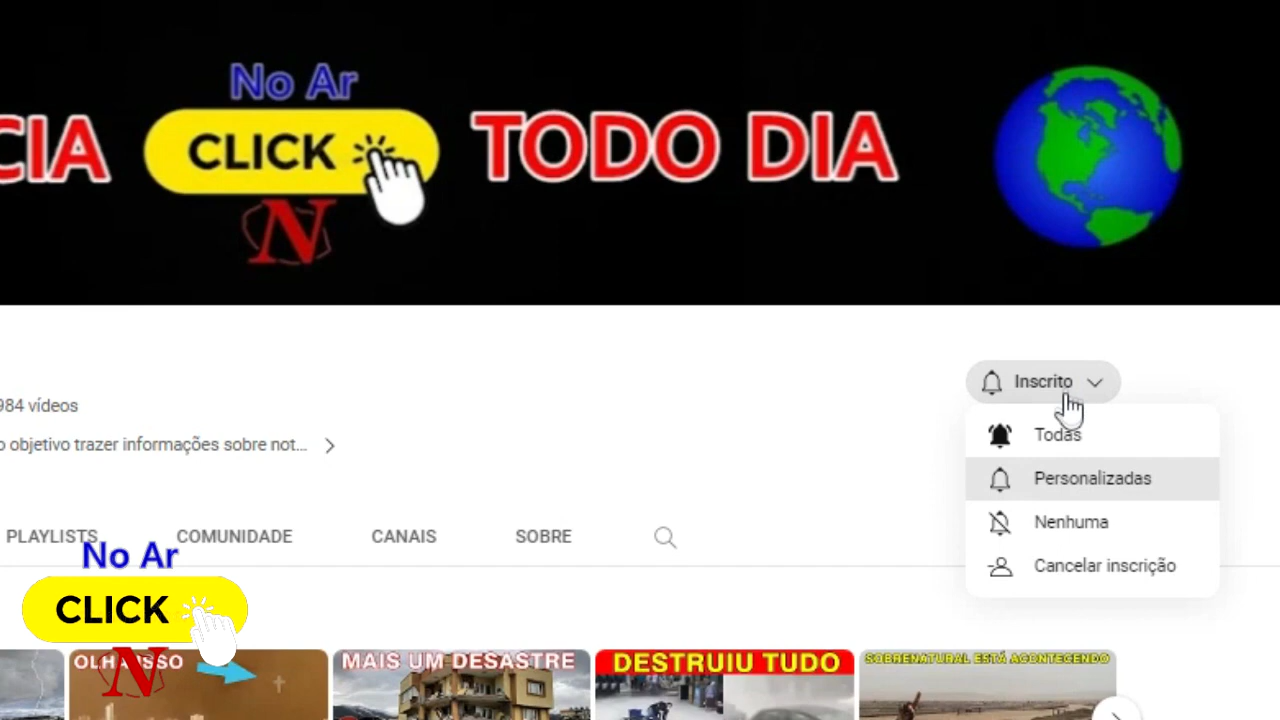 No Ar
CIA CLICK TODO DIA
N
Inscrito
984 vídeos
Todas
o objetivo trazer informações sobre not...
Personalizadas
Nenhuma
PLAYLISTS COMUNIDADE CANAIS SOBRE
No Ar
Cancelar inscrição
CLICK
OLHA ISSO
MAIS UM DESASTRE
DESTRUIU TUDO
SOBRENATURAL ESTÁ ACONTECENDO
N